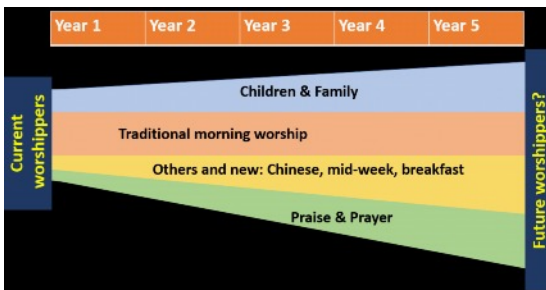 Year 1 Year 2 Year 3 Year 4 Year 5
Current
worshippers
Children & Family
Traditional morning worship
Others and new: Chinese, mid-week, breakfast
Praise & Prayer
Future worshippers?